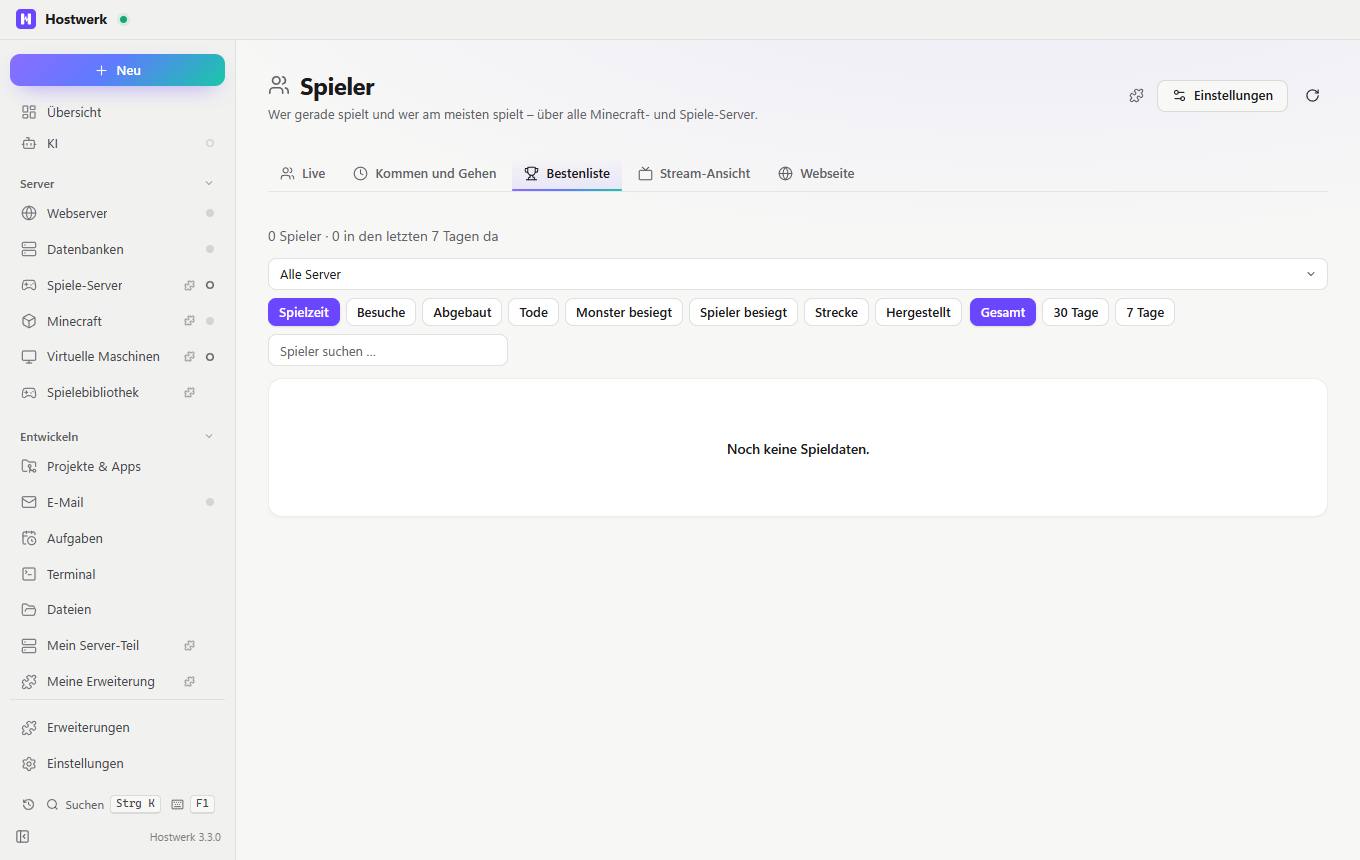 Hostwerk
Neu
Übersicht
KI
Server
Webserver
Datenbanken
Spiele-Server
Minecraft
Virtuelle Maschinen
Spielebibliothek
Entwickeln
Projekte & Apps
E-Mail
Aufgaben
Terminal
Dateien
Mein Server-Teil
Meine Erweiterung
Erweiterungen
Einstellungen
Suchen Strg K F1
Hostwerk 3.3.0
Spieler
Wer gerade spielt und wer am meisten spielt – über alle Minecraft- und Spiele-Server.
Einstellungen
Live Kommen und Gehen Bestenliste Stream-Ansicht Webseite
0 Spieler · 0 in den letzten 7 Tagen da
Alle Server
Spielzeit Besuche Abgebaut Tode Monster besiegt Spieler besiegt Strecke Hergestellt Gesamt 30 Tage 7 Tage
Spieler suchen ...
Noch keine Spieldaten.